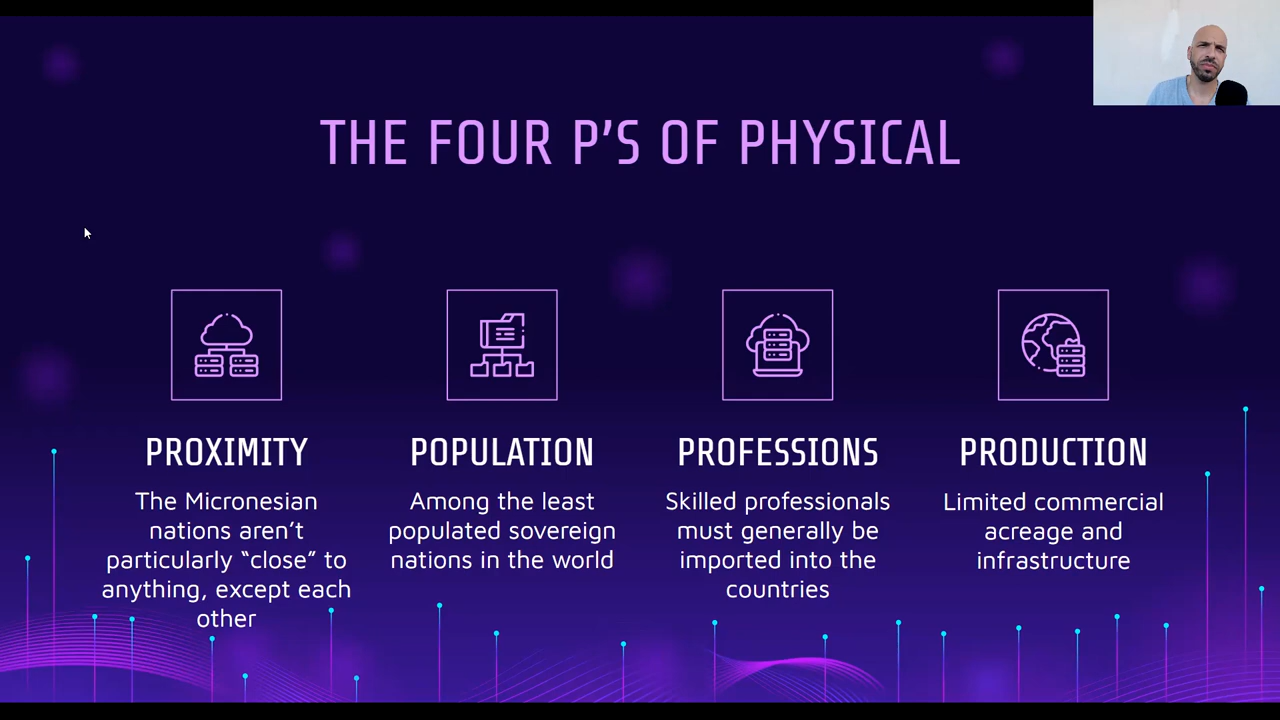 THE FOUR P’S OF PHYSICAL
PROXIMITY
The Micronesian
nations aren’t
particularly “close” to
anything, except each
other
POPULATION
Among the least
populated sovereign
nations in the world
PROFESSIONS
Skilled professionals
must generally be
imported into the
countries
PRODUCTION
Limited commercial
acreage and
infrastructure